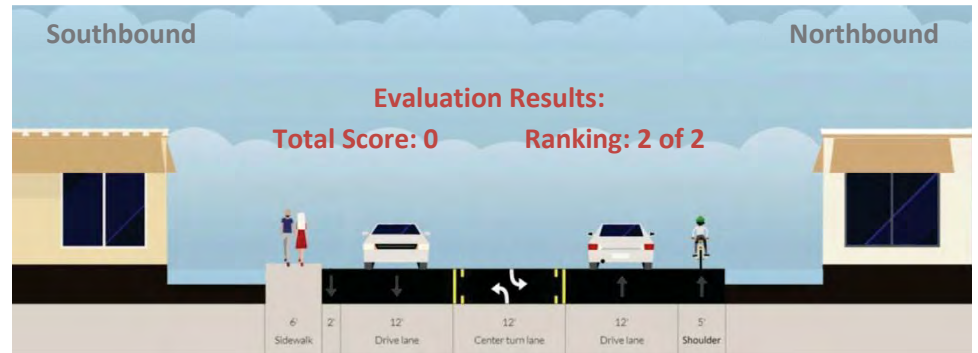 Southbound Northbound
Evaluation Results:
Total Score: 0 Ranking: 2 of 2
6' 2' 12' 12' 12' 5'
Sidewalk Drive lane Center turn lane Drive lane Shoulder